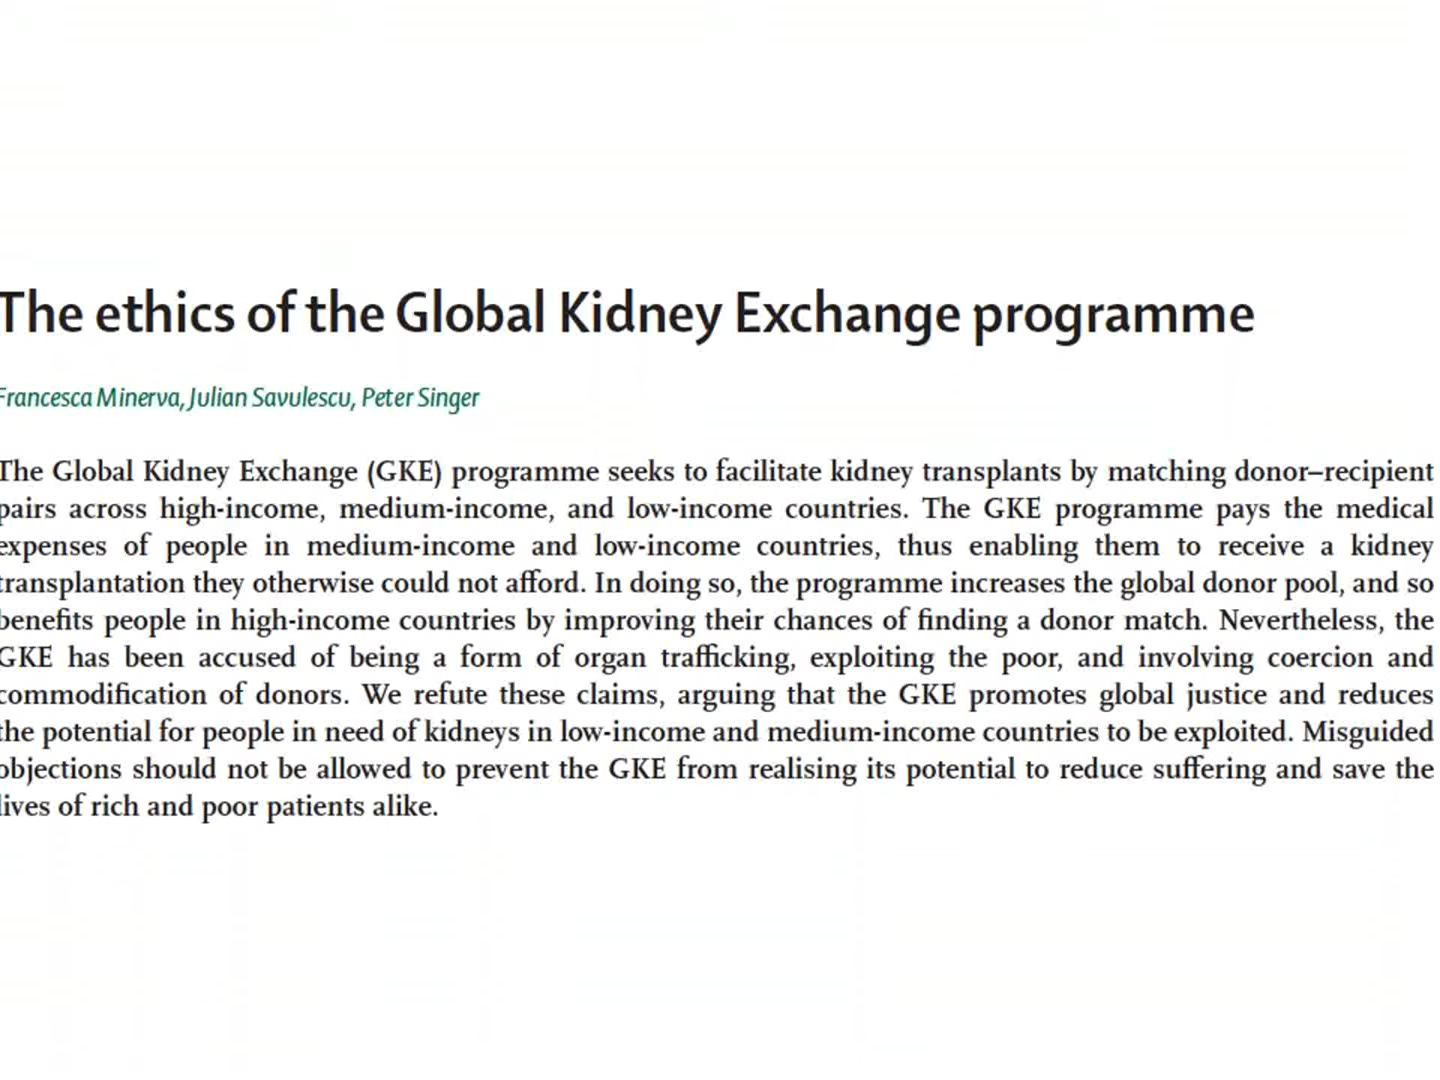 The ethics of the Global Kidney Exchange programme
Francesca Minerva, Julian Savulescu, Peter Singer
The Global Kidney Exchange (GKE) programme seeks to facilitate kidney transplants by matching donor–recipient
pairs across high-income, medium-income, and low-income countries. The GKE programme pays the medical
expenses of people in medium-income and low-income countries, thus enabling them to receive a kidney
transplantation they otherwise could not afford. In doing so, the programme increases the global donor pool, and so
benefits people in high-income countries by improving their chances of finding a donor match. Nevertheless, the
GKE has been accused of being a form of organ trafficking, exploiting the poor, and involving coercion and
commodification of donors. We refute these claims, arguing that the GKE promotes global justice and reduces
the potential for people in need of kidneys in low-income and medium-income countries to be exploited. Misguided
objections should not be allowed to prevent the GKE from realising its potential to reduce suffering and save the
lives of rich and poor patients alike.